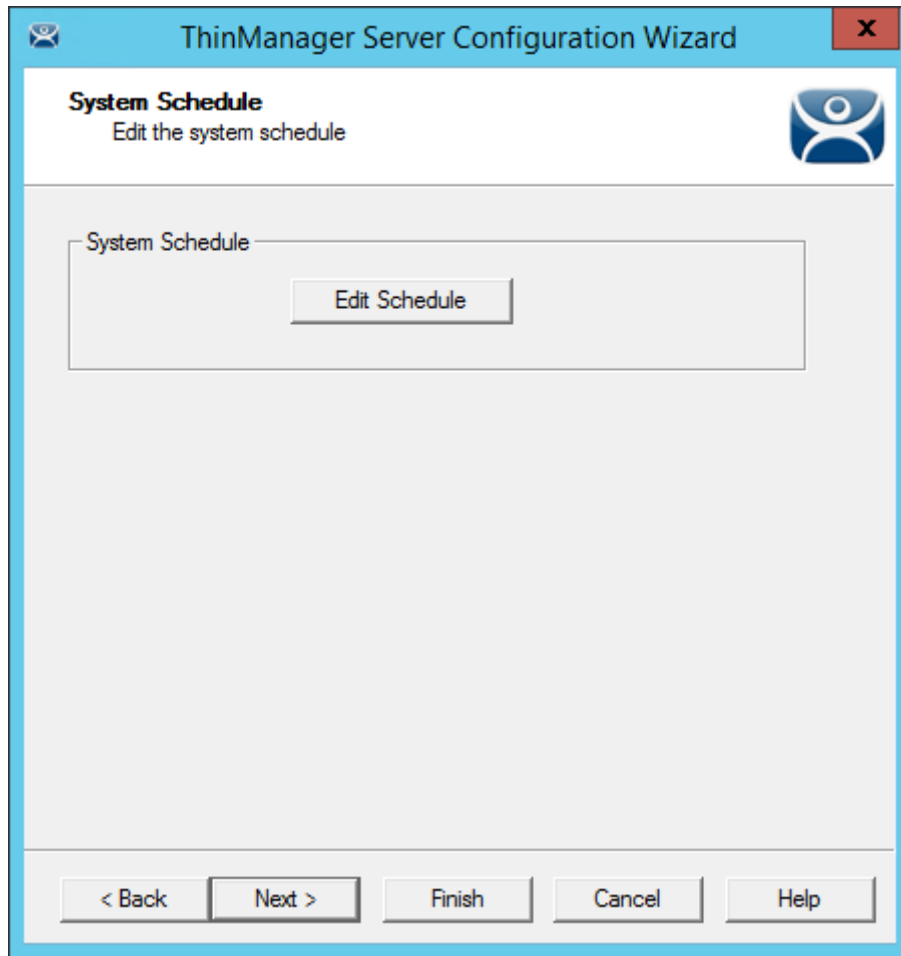 ThinManager Server Configuration Wizard
x
System Schedule
Edit the system schedule
System Schedule
Edit Schedule
< Back Next > Finish Cancel Help